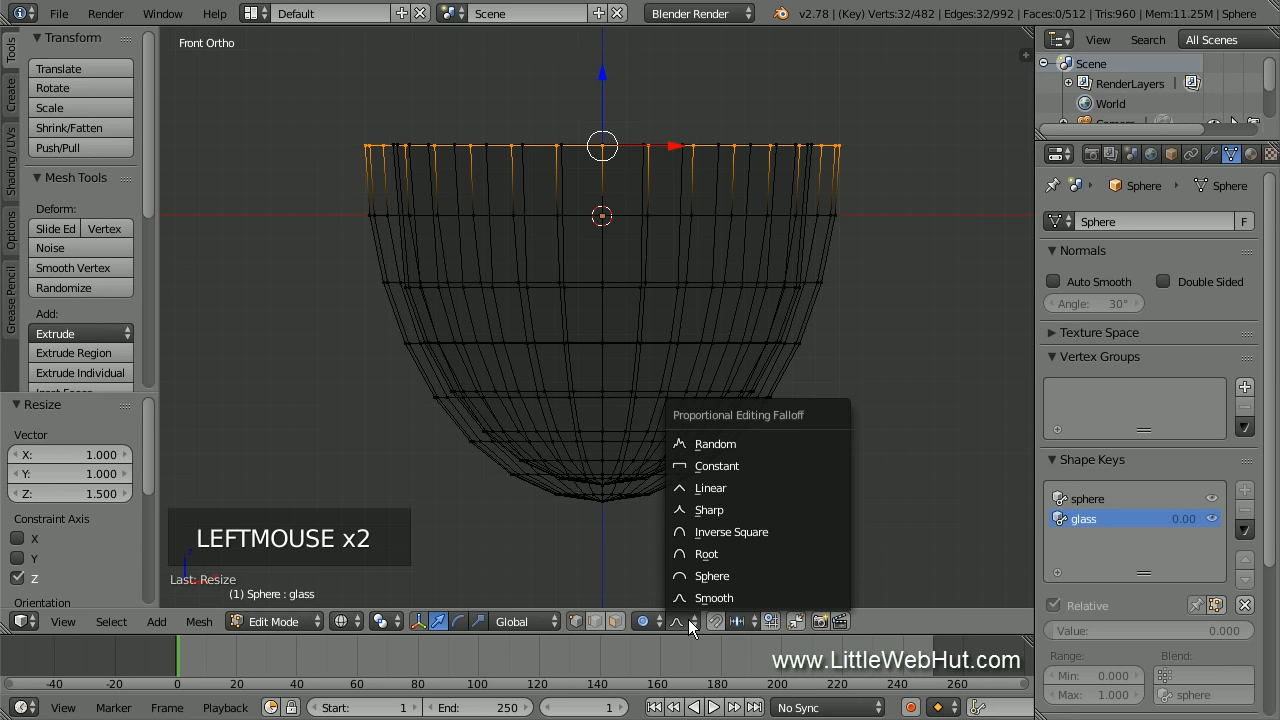 File Render Window Help Default Scene Blender Render v2.78 | (Key) Verts:32/482 | Edges:32/992 | Faces:0/512 | Tris:960 | Mem:11.25M | Sphere
Tools
Create
Shading / UVs
Options
Grease Pencil
Transform
Translate
Rotate
Scale
Shrink/Fatten
Push/Pull
Mesh Tools
Deform:
Slide Ed Vertex
Noise
Smooth Vertex
Randomize
Add:
Extrude
Extrude Region
Extrude Individual
Resize
Vector
X: 1.000
Y: 1.000
Z: 1.500
Constraint Axis
X
Y
Z
Orientation
Front Ortho
LEFTMOUSE x2
Last: Resize
(1) Sphere : glass
Proportional Editing Falloff
Random
Constant
Linear
Sharp
Inverse Square
Root
Sphere
Smooth
View Select Add Mesh Edit Mode Global
www.LittleWebHut.com
-40 -20 0 20 40 60 80 100 120 140 160 180 200 220 240 260
View Marker Frame Playback Start: 1 End: 250 1 No Sync
View Search All Scenes
Scene
RenderLayers
World
Sphere Sphere
Sphere F
Normals
Auto Smooth Double Sided
Angle: 30°
Texture Space
Vertex Groups
Shape Keys
sphere
glass 0.00
Relative
Value: 0.000
Range: Blend:
Min: 0.000
Max: 1.000 sphere